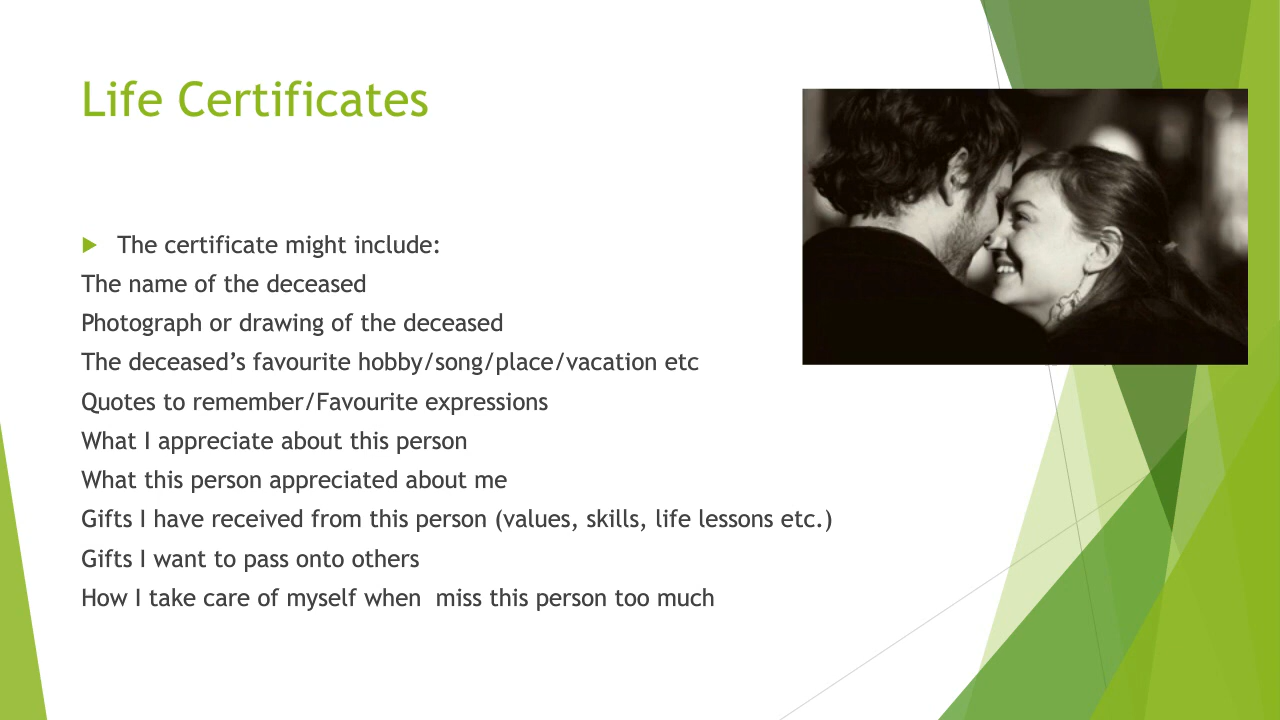 Life Certificates
The certificate might include:
The name of the deceased
Photograph or drawing of the deceased
The deceased’s favourite hobby/song/place/vacation etc
Quotes to remember/Favourite expressions
What I appreciate about this person
What this person appreciated about me
Gifts I have received from this person (values, skills, life lessons etc.)
Gifts I want to pass onto others
How I take care of myself when  miss this person too much